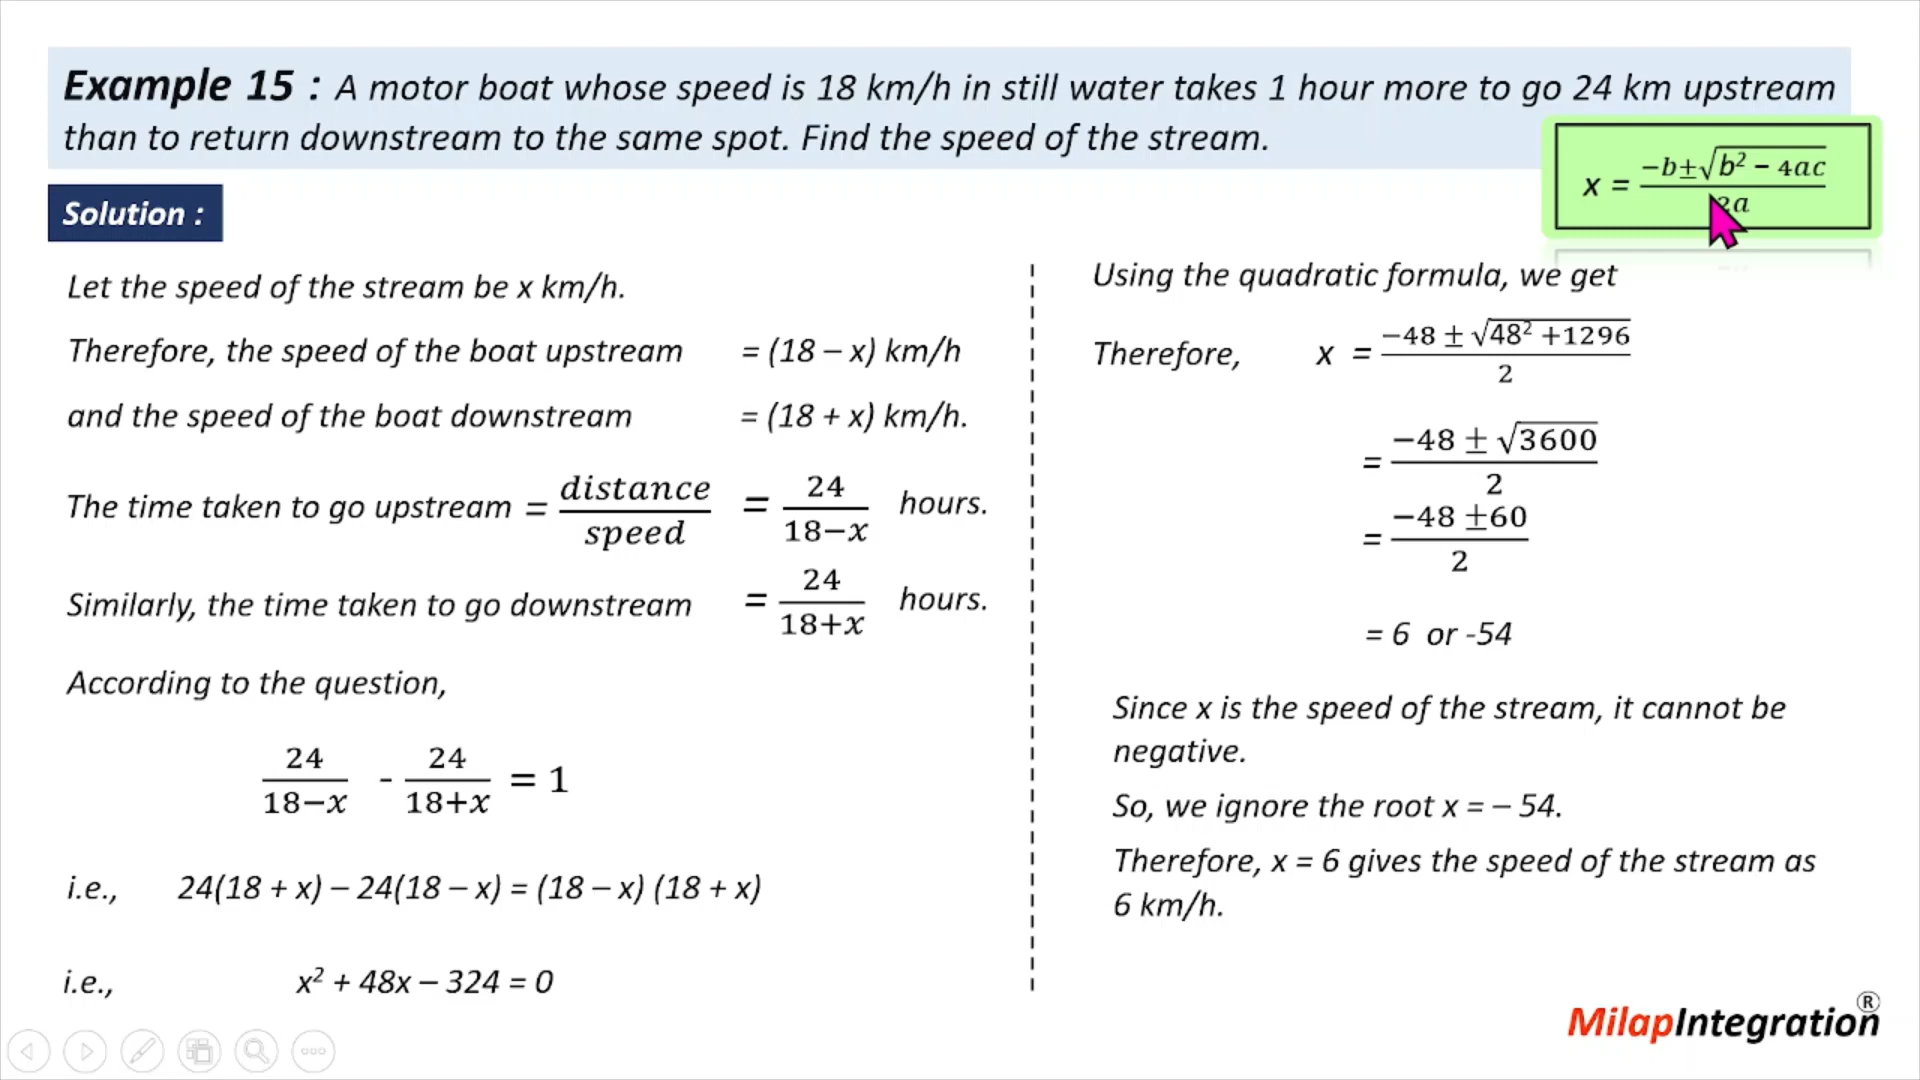 Example 15 : A motor boat whose speed is 18 km/h in still water takes 1 hour more to go 24 km upstream
than to return downstream to the same spot. Find the speed of the stream.
x = (−b±√(b² − 4ac))/2a
Solution :
Let the speed of the stream be x km/h.
Therefore, the speed of the boat upstream = (18 – x) km/h
and the speed of the boat downstream = (18 + x) km/h.
The time taken to go upstream = distance/speed = 24/(18−x) hours.
Similarly, the time taken to go downstream = 24/(18+x) hours.
According to the question,
24/(18−x) - 24/(18+x) = 1
i.e., 24(18 + x) – 24(18 – x) = (18 – x) (18 + x)
i.e., x² + 48x – 324 = 0
Using the quadratic formula, we get
Therefore, x = (−48 ± √(48² +1296))/2
= (−48 ± √3600)/2
= (−48 ±60)/2
= 6 or -54
Since x is the speed of the stream, it cannot be
negative.
So, we ignore the root x = – 54.
Therefore, x = 6 gives the speed of the stream as
6 km/h.
MilapIntegration®